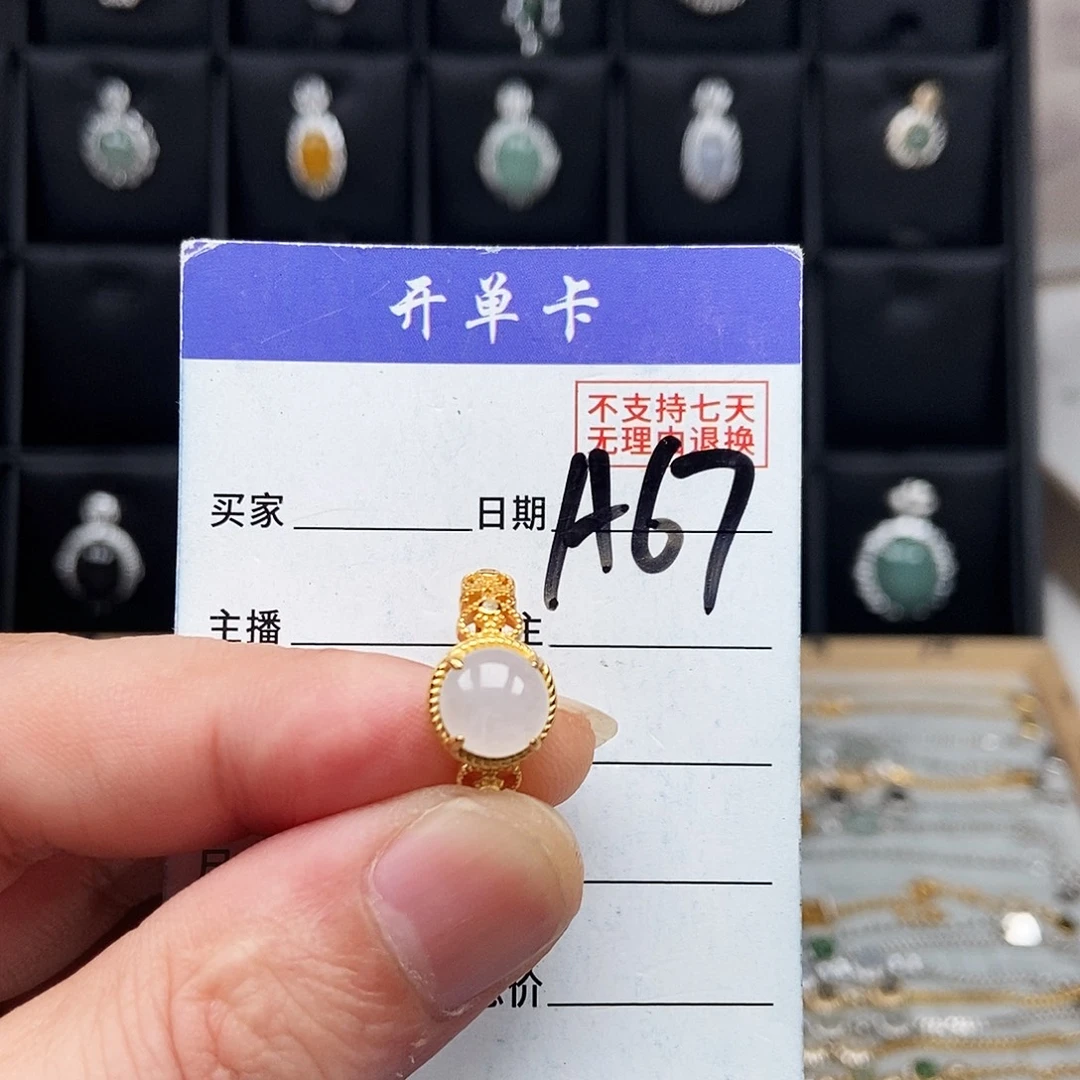 开单卡
不支持七天
无理由退换
买家 日期 A67
主播 主
价